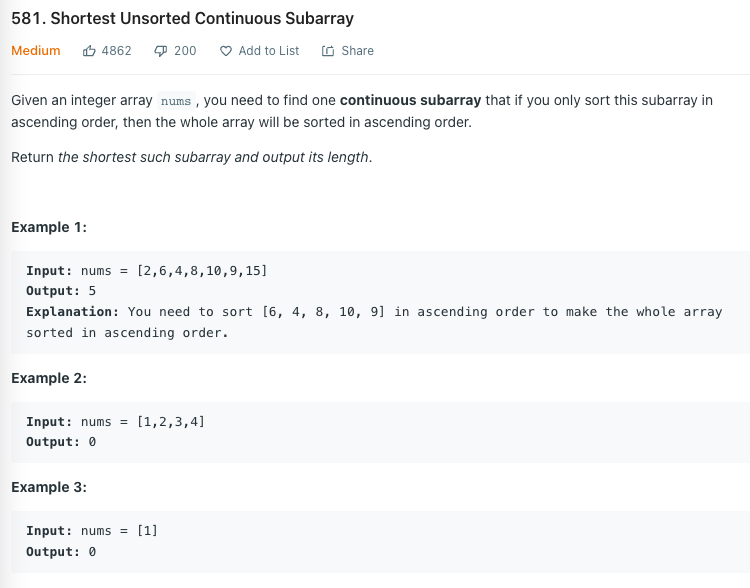 581. Shortest Unsorted Continuous Subarray
Medium 4862 200 Add to List Share
Given an integer array nums , you need to find one continuous subarray that if you only sort this subarray in
ascending order, then the whole array will be sorted in ascending order.
Return the shortest such subarray and output its length.
Example 1:
Input: nums = [2,6,4,8,10,9,15]
Output: 5
Explanation: You need to sort [6, 4, 8, 10, 9] in ascending order to make the whole array
sorted in ascending order.
Example 2:
Input: nums = [1,2,3,4]
Output: 0
Example 3:
Input: nums = [1]
Output: 0